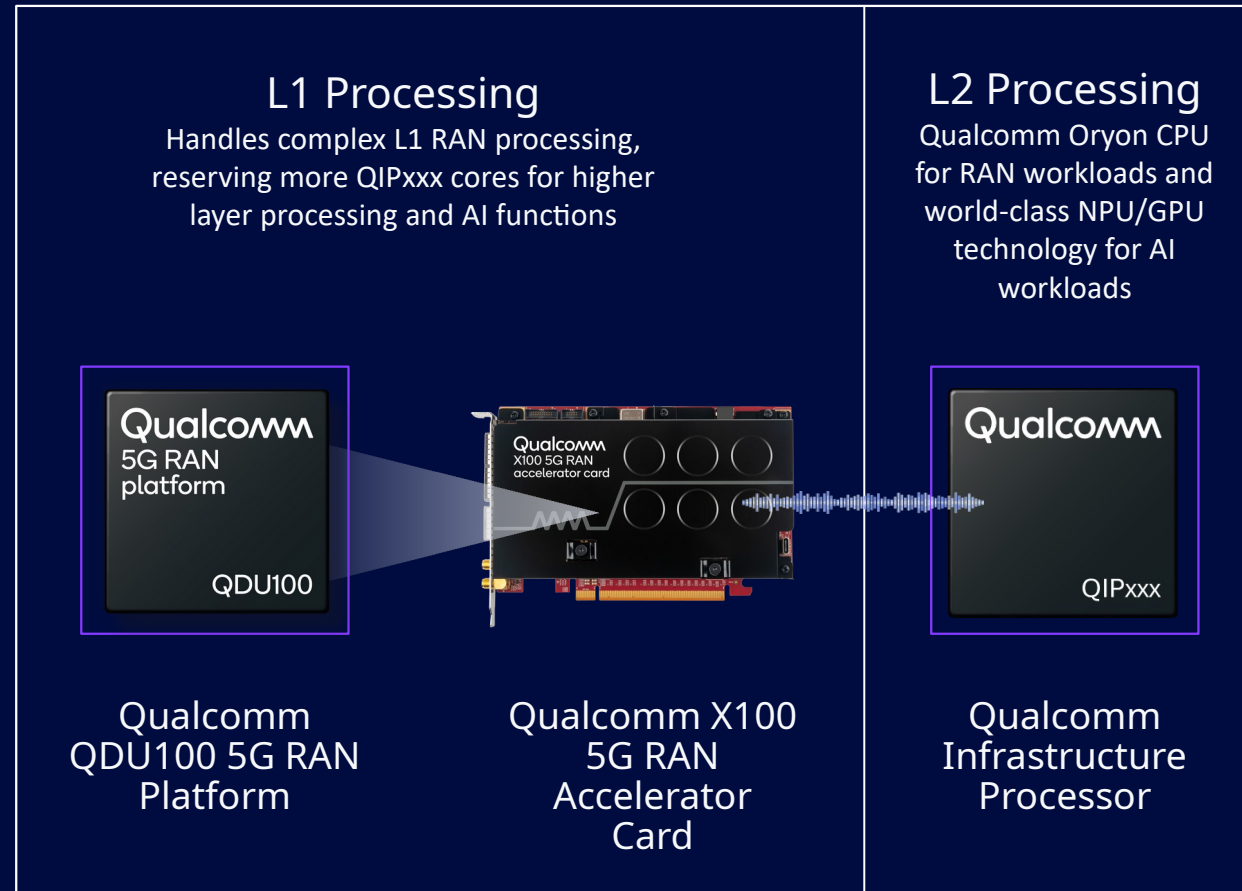 L1 Processing
Handles complex L1 RAN processing,
reserving more QIPxxx cores for higher
layer processing and AI functions
L2 Processing
Qualcomm Oryon CPU
for RAN workloads and
world-class NPU/GPU
technology for AI
workloads
Qualcomm
5G RAN
platform
QDU100
Qualcomm
X100 5G RAN
accelerator card
Qualcomm
QIPxxx
Qualcomm
QDU100 5G RAN
Platform
Qualcomm X100
5G RAN
Accelerator
Card
Qualcomm
Infrastructure
Processor